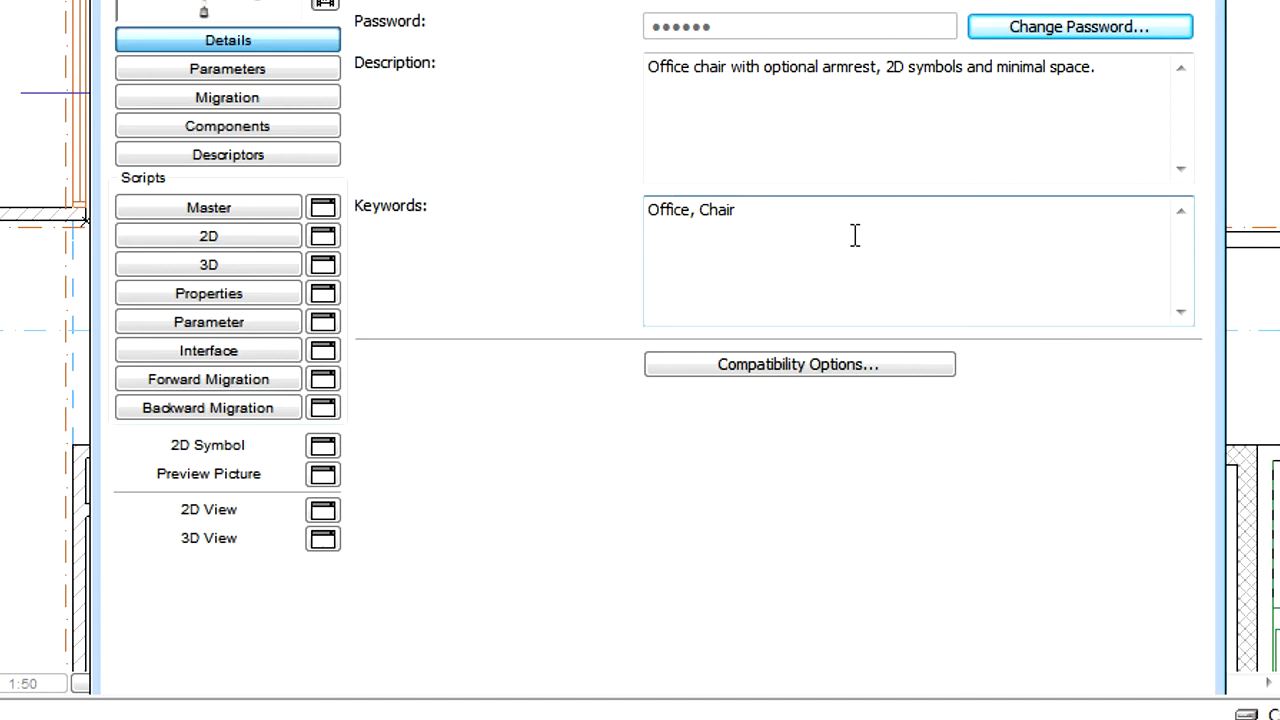 Password:
••••••
Change Password...
Details
Description:
Office chair with optional armrest, 2D symbols and minimal space.
Parameters
Migration
Components
Descriptors
Scripts
Master
Keywords:
Office, Chair
2D
3D
Properties
Parameter
Interface
Compatibility Options...
Forward Migration
Backward Migration
2D Symbol
Preview Picture
2D View
3D View
1:50